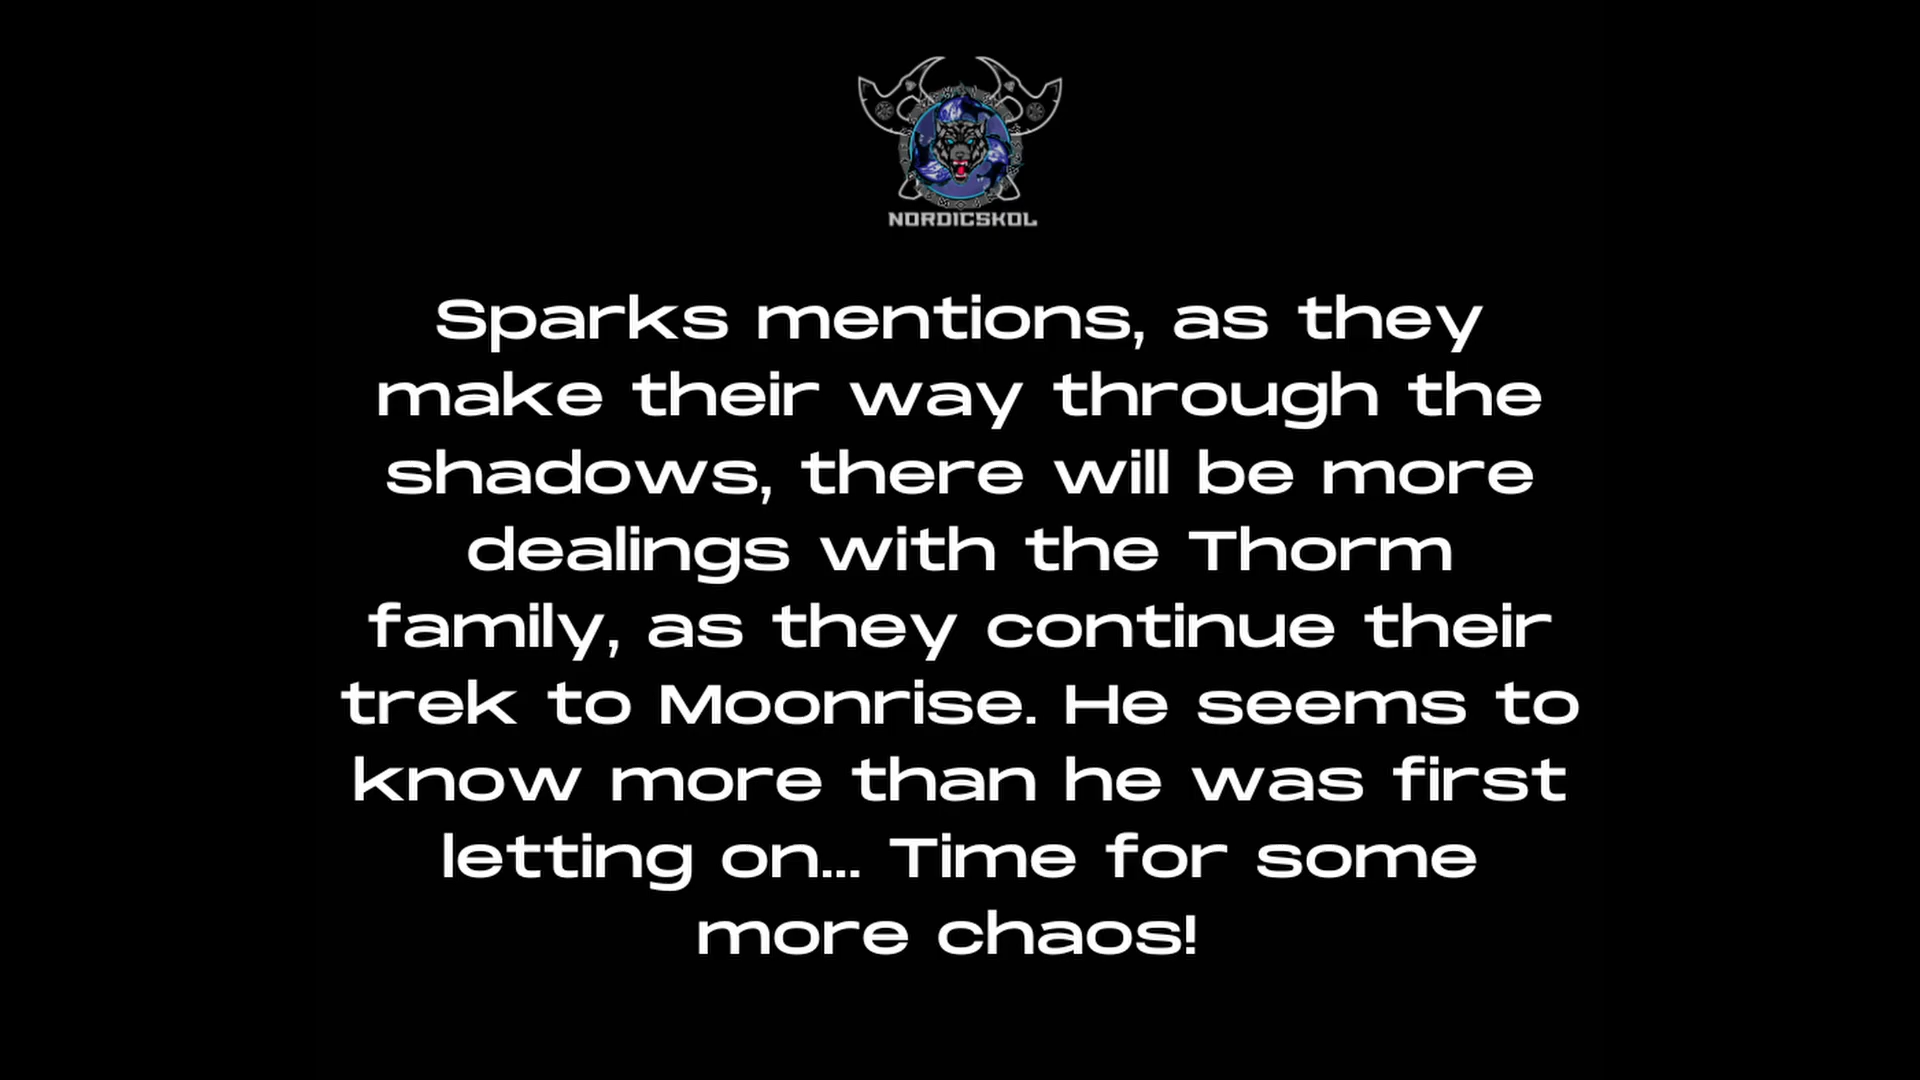 NORDICSKOL
Sparks mentions, as they
make their way through the
shadows, there will be more
dealings with the Thorm
family, as they continue their
trek to Moonrise. He seems to
know more than he was first
letting on... Time for some
more chaos!